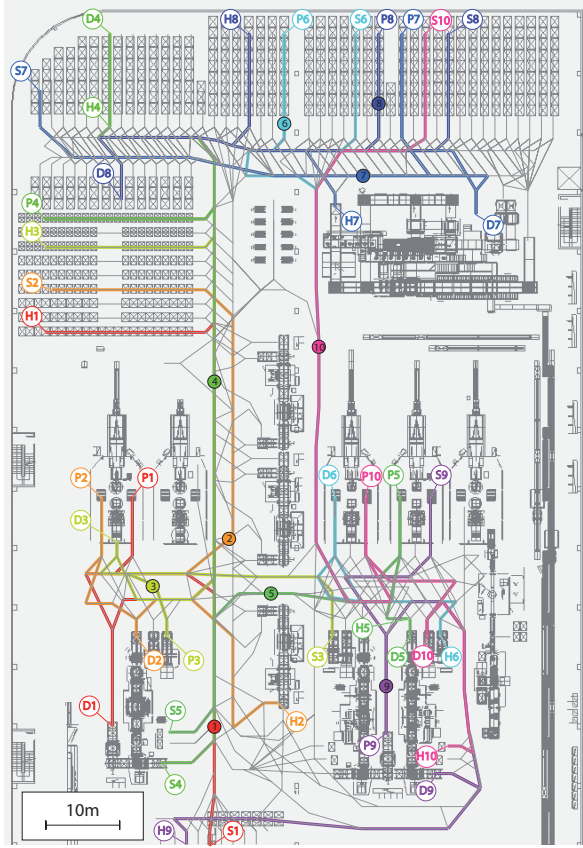 D4 H8 P6 S6 P8 P7 S10 S8
S7
H4 8
6
D8 7
P4
H3 H7 D7
S2
H1
10
4
P2 P1 D6 P10 P5 S9
D3
2
3 5
H5
D2 P3 S3 D5 D10 H6
9
D1 S5 1 H2
P9 H10
S4 D9
10m
H9 S1